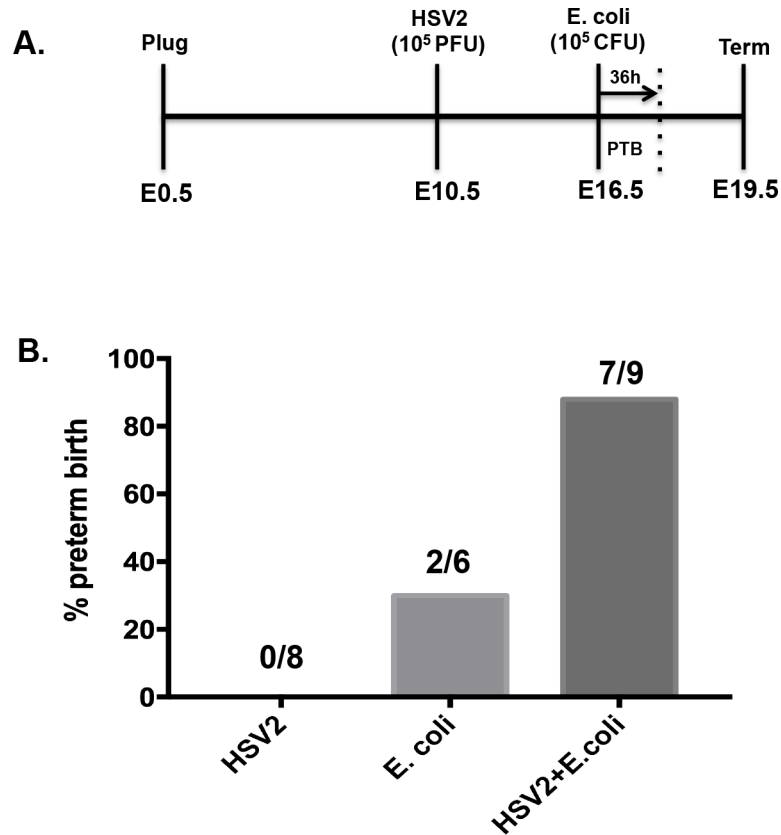 A.
Plug
HSV2
(10⁵ PFU)
E. coli
(10⁵ CFU)
Term
36h
PTB
E0.5
E10.5
E16.5
E19.5
B.
% preterm birth
100
80
60
40
20
0
0/8
2/6
7/9
HSV2
E. coli
HSV2+E.coli